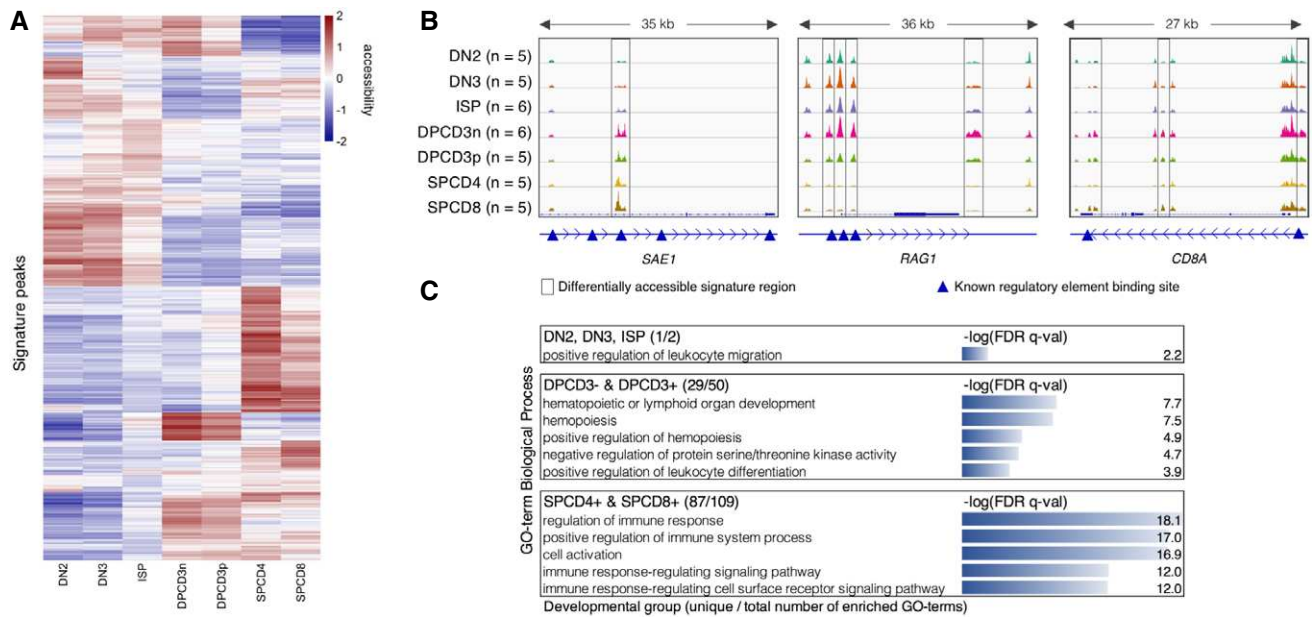 A
2
1
0
-1
-2
accessibility
Signature peaks
DN2
DN3
ISP
DPCD3n
DPCD3p
SPCD4
SPCD8
B
35 kb
36 kb
27 kb
DN2 (n = 5)
DN3 (n = 5)
ISP (n = 6)
DPCD3n (n = 6)
DPCD3p (n = 5)
SPCD4 (n = 5)
SPCD8 (n = 5)
SAE1
RAG1
CD8A
Differentially accessible signature region
Known regulatory element binding site
C
GO-term Biological Process
DN2, DN3, ISP (1/2) -log(FDR q-val)
positive regulation of leukocyte migration 2.2
DPCD3- & DPCD3+ (29/50) -log(FDR q-val)
hematopoietic or lymphoid organ development 7.7
hemopoiesis 7.5
positive regulation of hemopoiesis 4.9
negative regulation of protein serine/threonine kinase activity 4.7
positive regulation of leukocyte differentiation 3.9
SPCD4+ & SPCD8+ (87/109) -log(FDR q-val)
regulation of immune response 18.1
positive regulation of immune system process 17.0
cell activation 16.9
immune response-regulating signaling pathway 12.0
immune response-regulating cell surface receptor signaling pathway 12.0
Developmental group (unique / total number of enriched GO-terms)